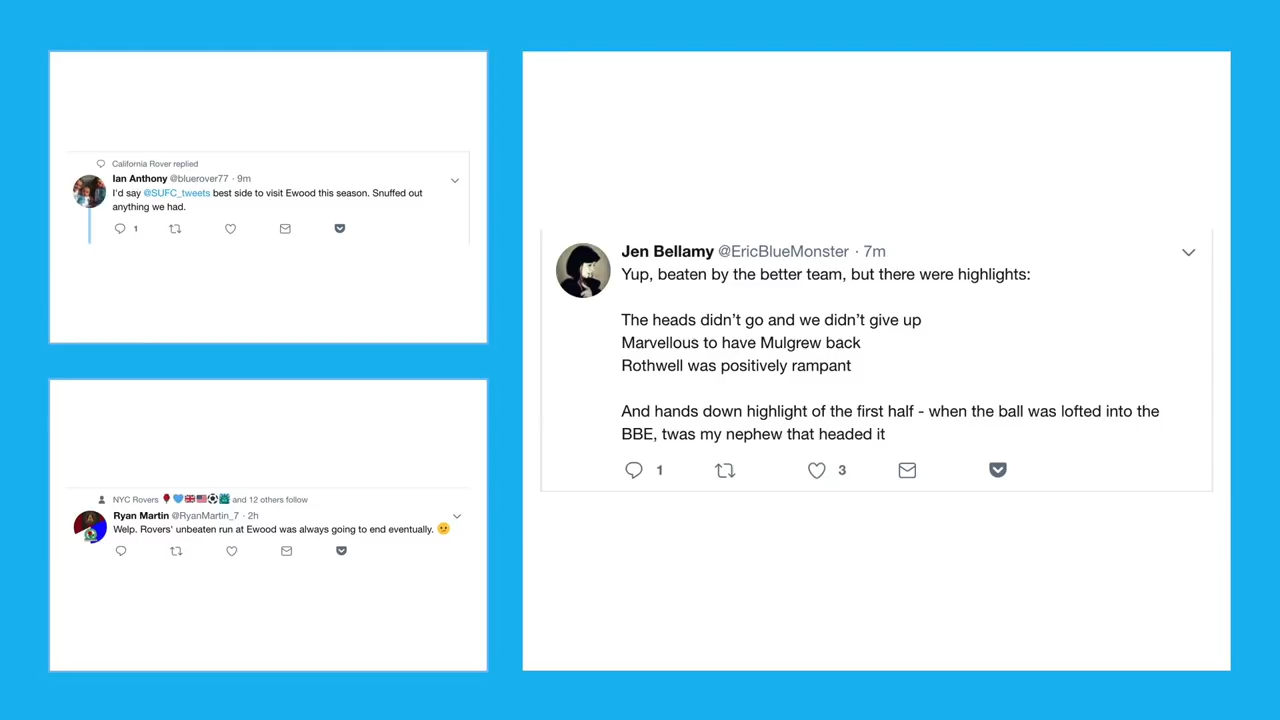 California Rover replied
Ian Anthony @bluerover77 · 9m
I'd say @SUFC_tweets best side to visit Ewood this season. Snuffed out
anything we had.
1
NYC Rovers 🌹💙🇬🇧🇺🇸⚽ and 12 others follow
Ryan Martin @RyanMartin_7 · 2h
Welp. Rovers' unbeaten run at Ewood was always going to end eventually. 😕
Jen Bellamy @EricBlueMonster · 7m
Yup, beaten by the better team, but there were highlights:
The heads didn’t go and we didn’t give up
Marvellous to have Mulgrew back
Rothwell was positively rampant
And hands down highlight of the first half - when the ball was lofted into the
BBE, twas my nephew that headed it
1 3